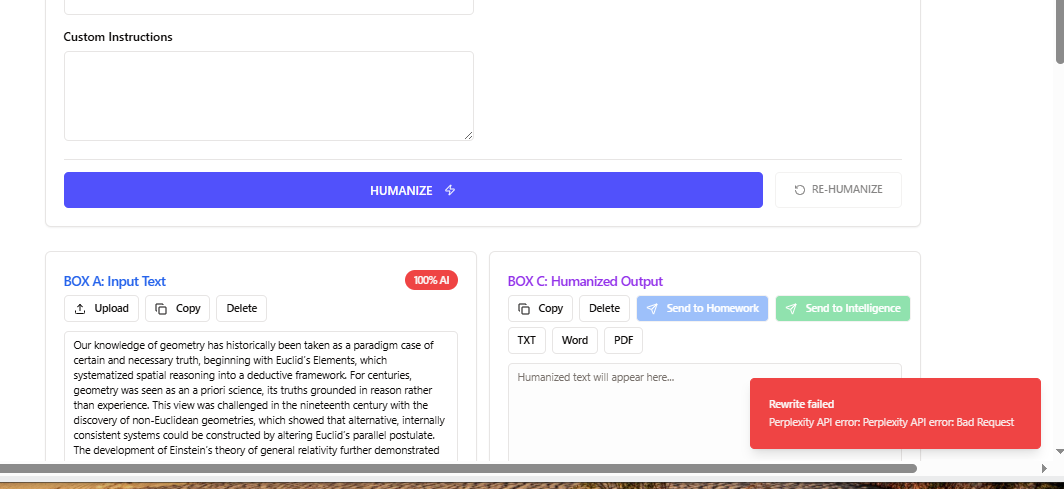 Custom Instructions
HUMANIZE
RE-HUMANIZE
BOX A: Input Text
100% AI
Upload
Copy
Delete
Our knowledge of geometry has historically been taken as a paradigm case of
certain and necessary truth, beginning with Euclid's Elements, which
systematized spatial reasoning into a deductive framework. For centuries,
geometry was seen as an a priori science, its truths grounded in reason rather
than experience. This view was challenged in the nineteenth century with the
discovery of non-Euclidean geometries, which showed that alternative, internally
consistent systems could be constructed by altering Euclid's parallel postulate.
The development of Einstein's theory of general relativity further demonstrated
BOX C: Humanized Output
Copy
Delete
Send to Homework
Send to Intelligence
TXT
Word
PDF
Humanized text will appear here...
Rewrite failed
Perplexity API error: Perplexity API error: Bad Request